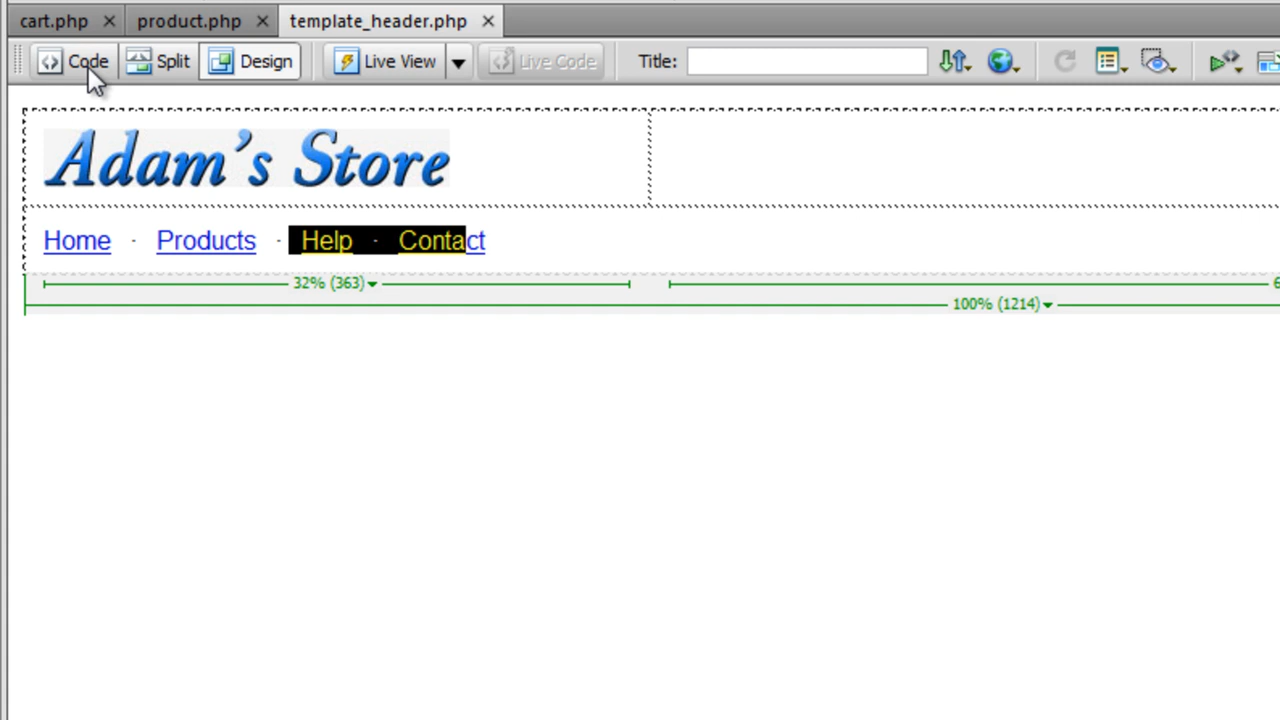 cart.php product.php template_header.php
Code Split Design Live View Live Code Title:
Adam's Store
Home · Products · Help · Contact
32% (363) 6
100% (1214)